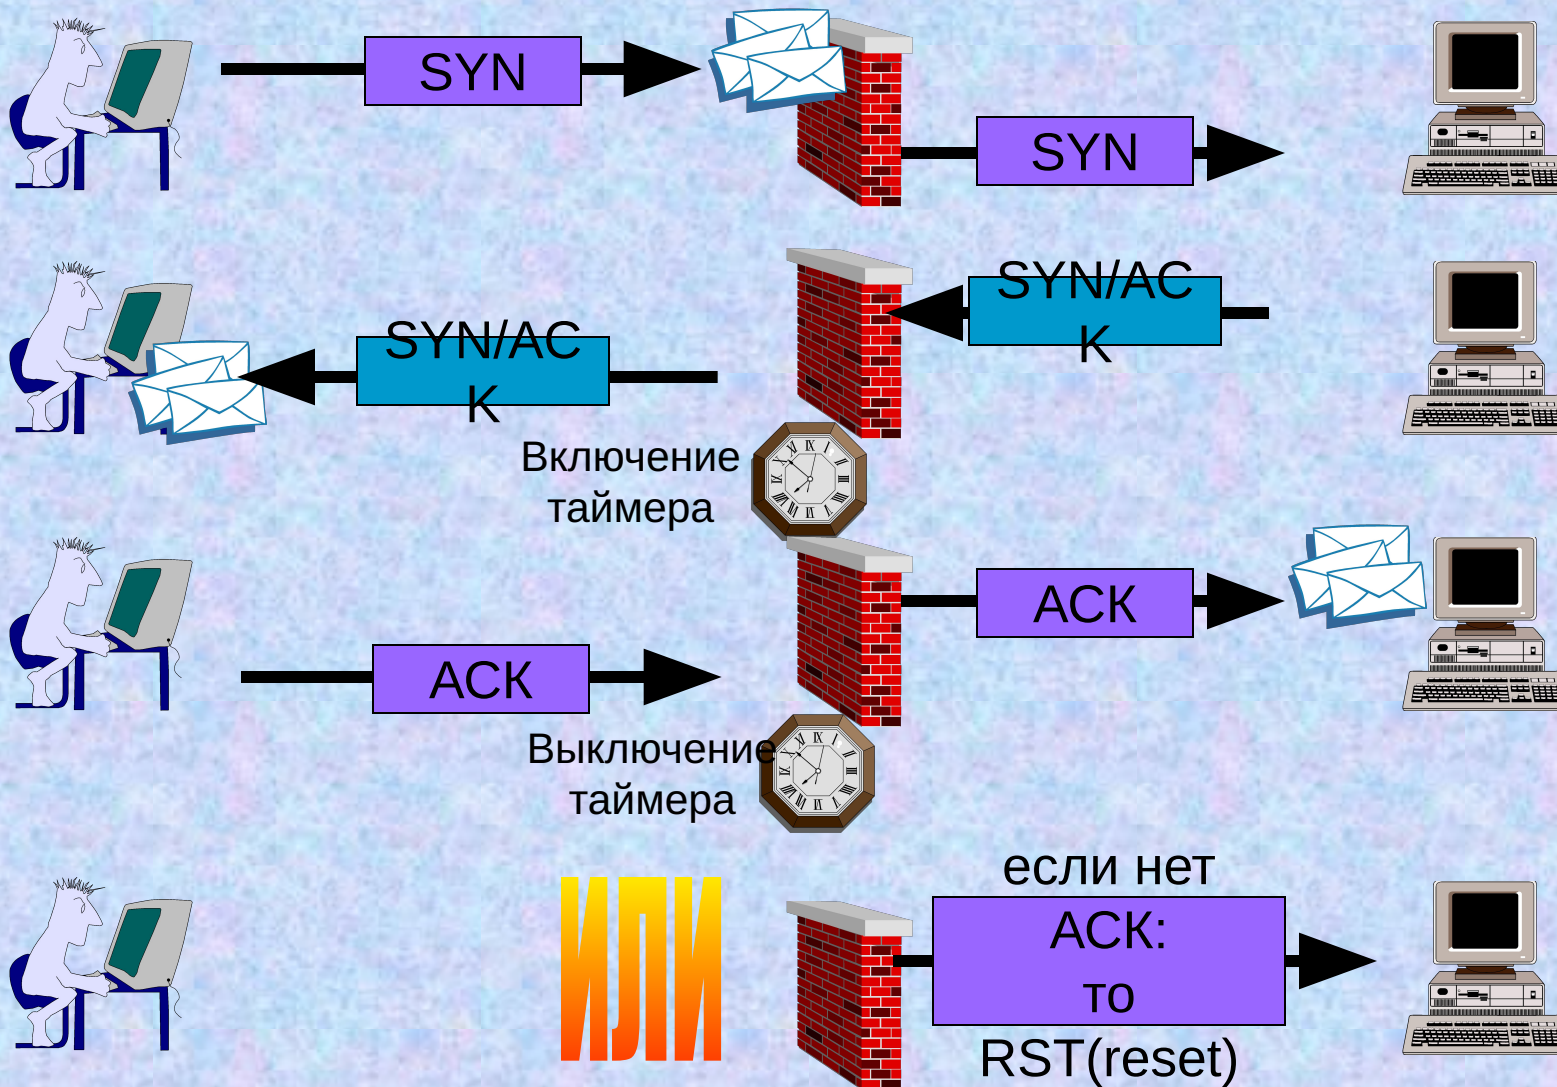 SYN
SYN
SYN/AC
K
SYN/AC
K
Включение
таймера
ACK
ACK
Выключение
таймера
ИЛИ
если нет
ACK:
то
RST(reset)